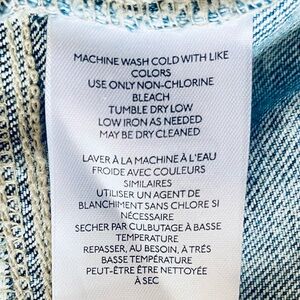 MACHINE WASH COLD WITH LIKE
COLORS
USE ONLY NON-CHLORINE
BLEACH
TUMBLE DRY LOW
LOW IRON AS NEEDED
MAY BE DRY CLEANED
LAVER À LA MACHINE À L'EAU
FROIDE AVEC COULEURS
SIMILAIRES
UTILISER UN AGENT DE
BLANCHIMENT SANS CHLORE SI
NÉCESSAIRE
SECHER PAR CULBUTAGE À BASSE
TEMPERATURE
REPASSER, AU BESOIN, À TRÉS
BASSE TEMPÉRATURE
PEUT-ÊTRE ÊTRE NETTOYÉE
À SEC